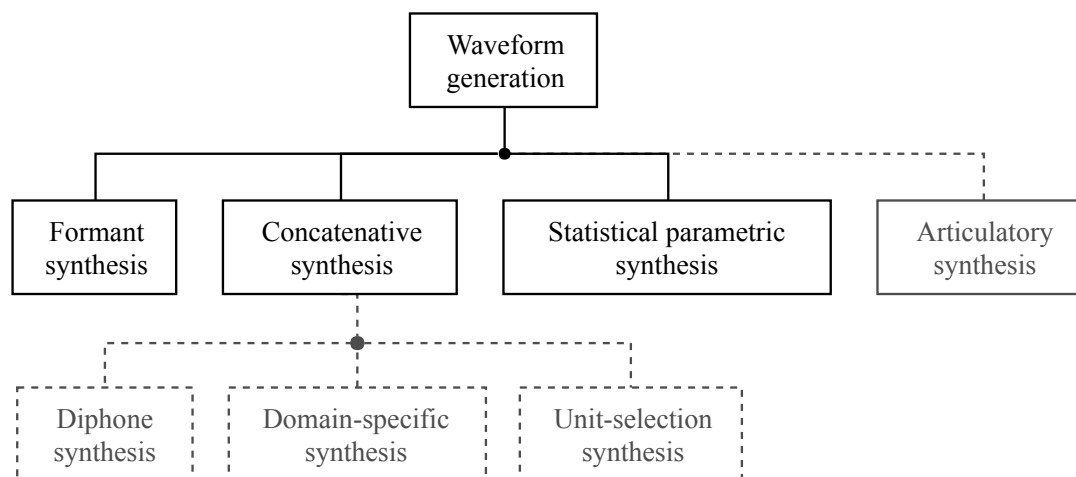 Waveform
generation
Formant
synthesis
Concatenative
synthesis
Statistical parametric
synthesis
Articulatory
synthesis
Diphone
synthesis
Domain-specific
synthesis
Unit-selection
synthesis